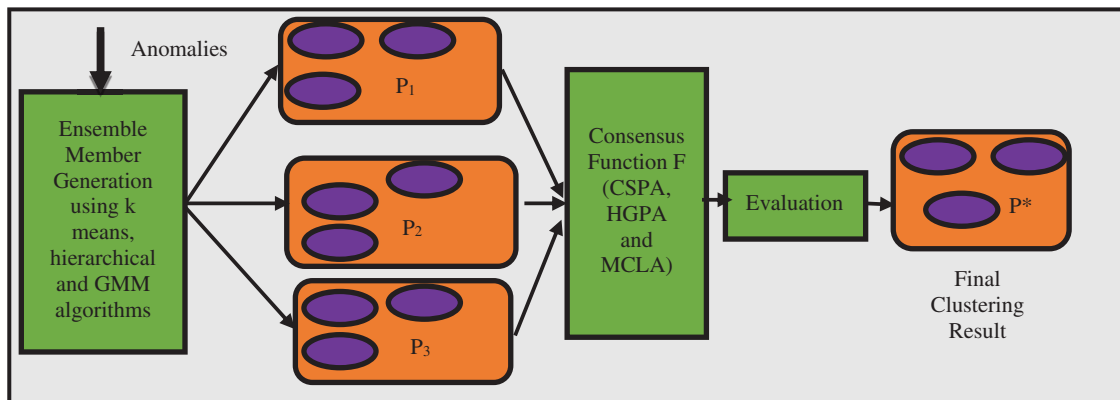 Anomalies
Ensemble
Member
Generation
using k
means,
hierarchical
and GMM
algorithms
P1
P2
P3
Consensus
Function F
(CSPA,
HGPA
and
MCLA)
Evaluation
P*
Final
Clustering
Result